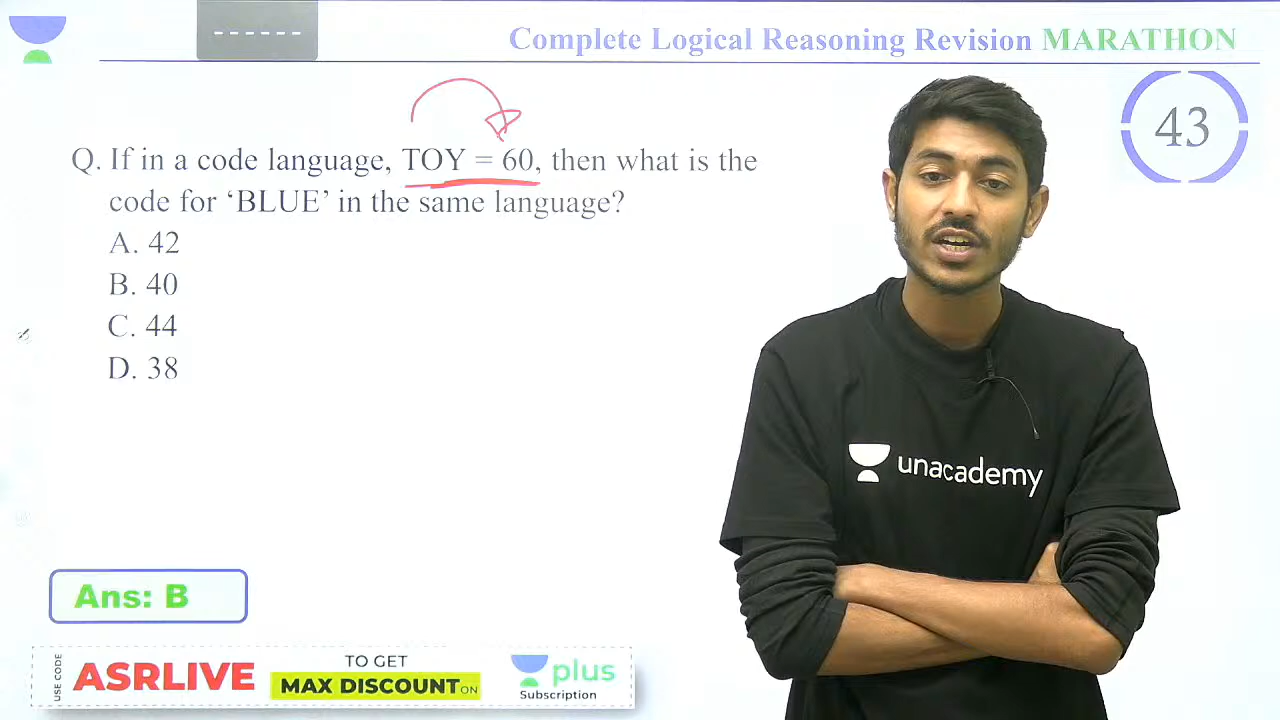 Complete Logical Reasoning Revision MARATHON
43
Q. If in a code language, TOY = 60, then what is the
code for ‘BLUE’ in the same language?
A. 42
B. 40
C. 44
D. 38
unacademy
Ans: B
USE CODE
ASRLIVE
TO GET
MAX DISCOUNT ON
plus
Subscription